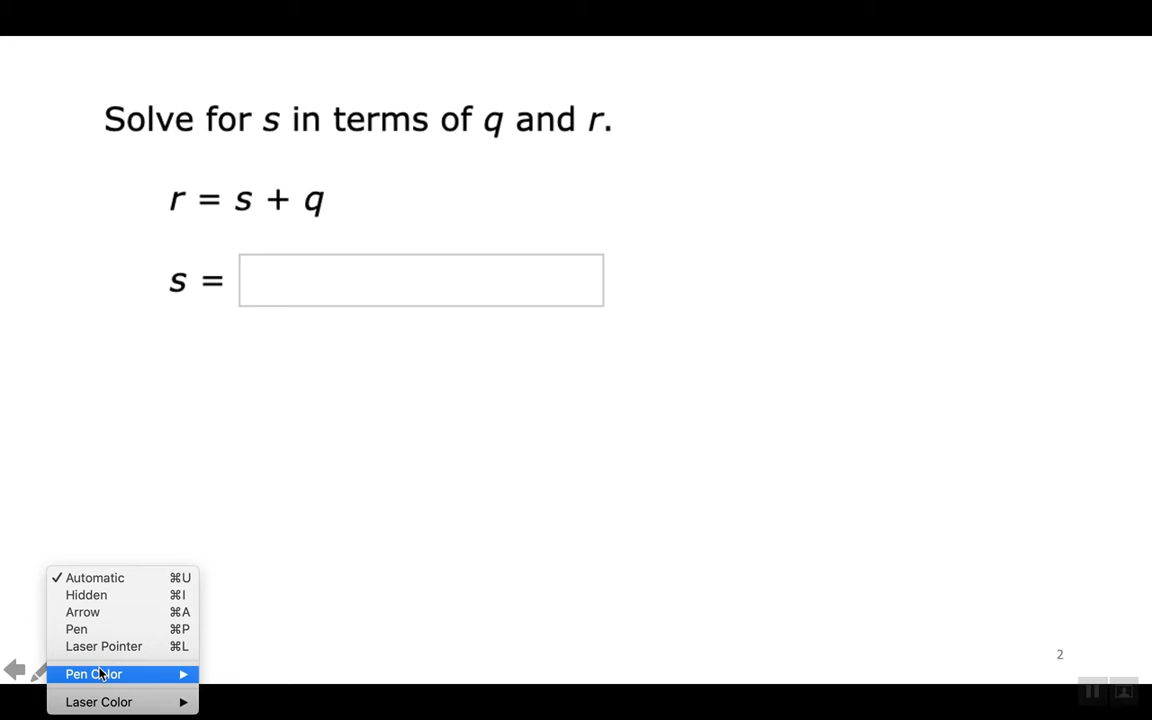 Solve for s in terms of q and r.
r = s + q
s =
✓ Automatic ⌘U
Hidden ⌘I
Arrow ⌘A
Pen ⌘P
Laser Pointer ⌘L
Pen Color
Laser Color
2